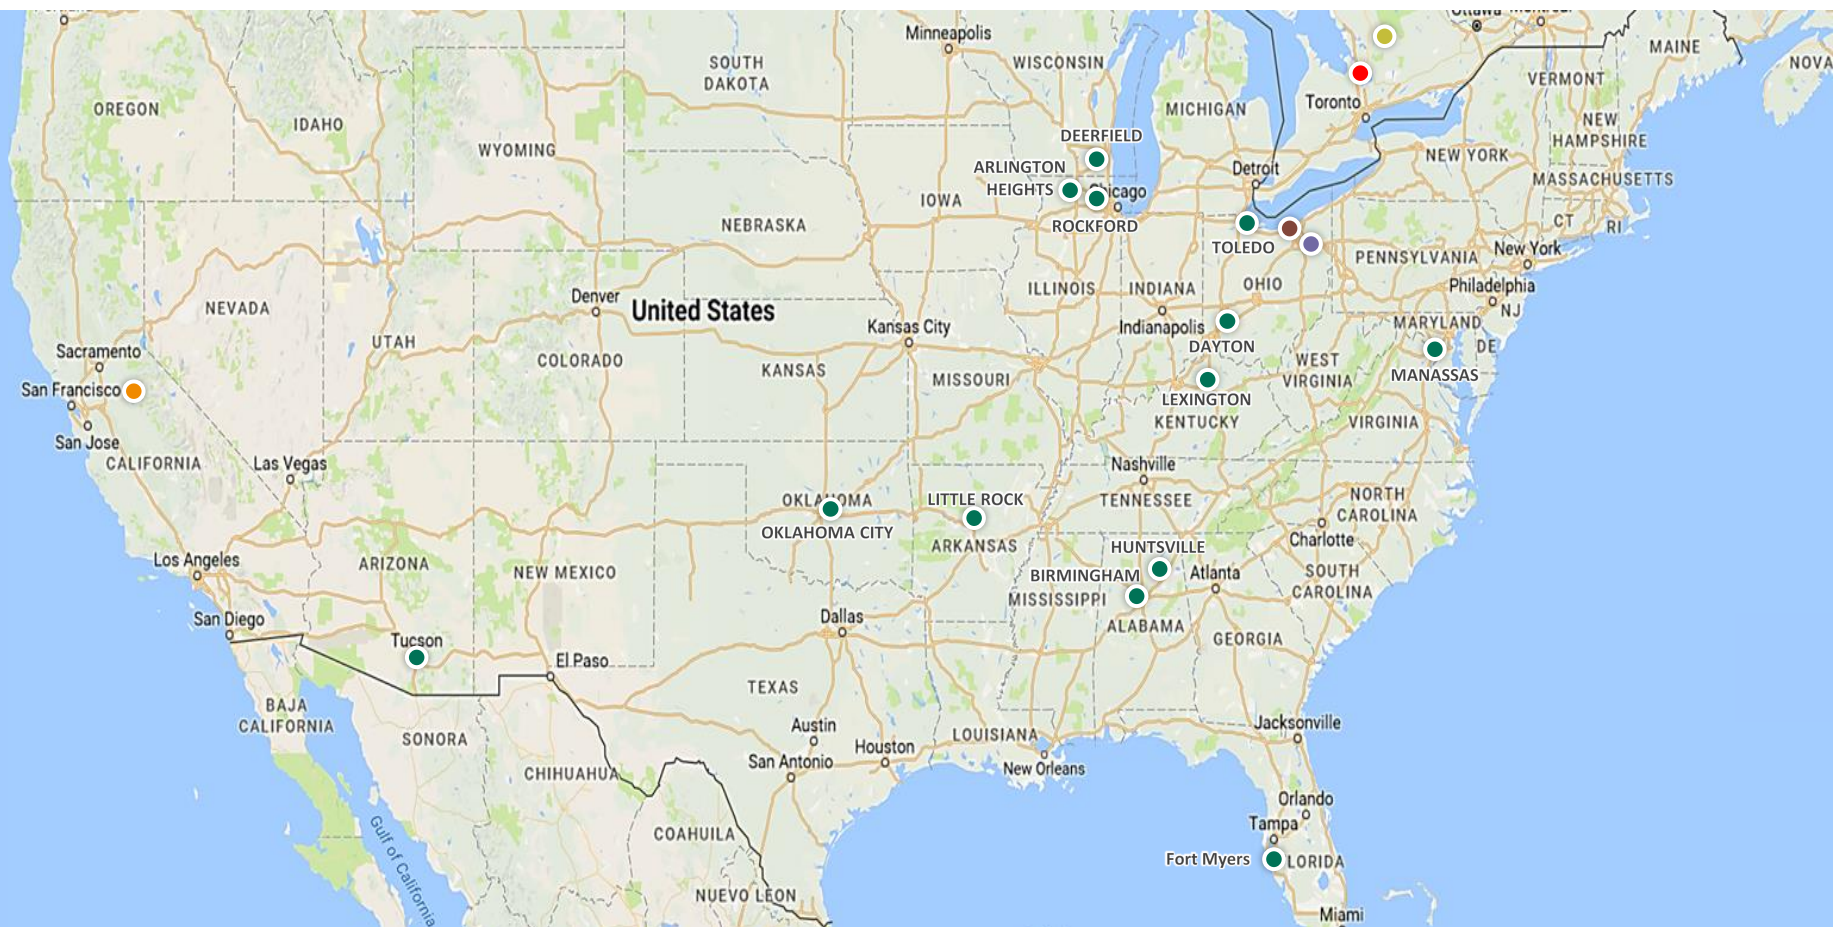 Minneapolis
MAINE
SOUTH
DAKOTA
WISCONSIN
NOVA
VERMONT
OREGON
IDAHO
MICHIGAN
Toronto
NEW
HAMPSHIRE
DEERFIELD
WYOMING
NEW YORK
ARLINGTON
HEIGHTS
Detroit
MASSACHUSETTS
Chicago
IOWA
NEBRASKA
ROCKFORD
CT
RI
TOLEDO
New York
PENNSYLVANIA
ILLINOIS
INDIANA
OHIO
Philadelphia
NJ
Denver
United States
NEVADA
Kansas City
Indianapolis
MARYLAND
UTAH
DAYTON
DE
Sacramento
COLORADO
KANSAS
MISSOURI
WEST
VIRGINIA
MANASSAS
San Francisco
LEXINGTON
KENTUCKY
VIRGINIA
San Jose
CALIFORNIA
Las Vegas
Nashville
OKLAHOMA
LITTLE ROCK
TENNESSEE
NORTH
CAROLINA
OKLAHOMA CITY
Charlotte
ARKANSAS
HUNTSVILLE
Los Angeles
ARIZONA
NEW MEXICO
BIRMINGHAM
Atlanta
SOUTH
CAROLINA
MISSISSIPPI
San Diego
Dallas
ALABAMA
GEORGIA
Tucson
El Paso
TEXAS
BAJA
CALIFORNIA
SONORA
Austin
Houston
LOUISIANA
Jacksonville
San Antonio
New Orleans
CHIHUAHUA
Orlando
Tampa
COAHUILA
Gulf of California
Fort Myers
LORIDA
NUEVO LEON
Miami